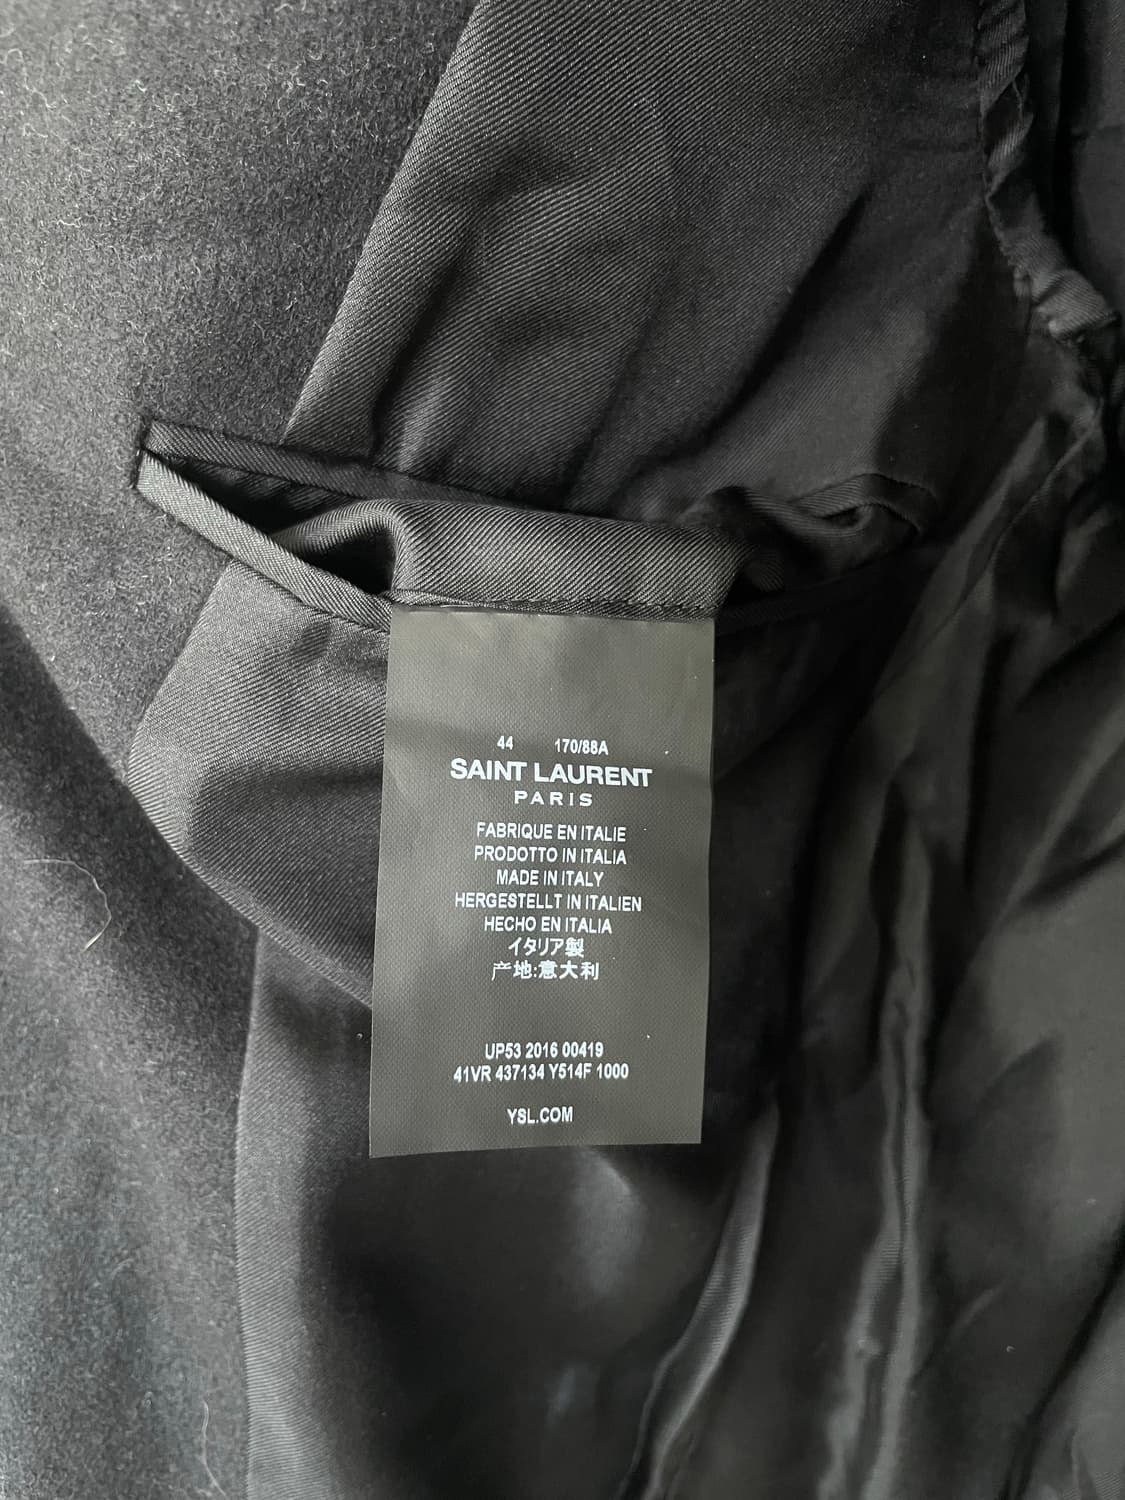 44 170/88A
SAINT LAURENT
PARIS
FABRIQUE EN ITALIE
PRODOTTO IN ITALIA
MADE IN ITALY
HERGESTELLT IN ITALIEN
HECHO EN ITALIA
イタリア製
产地:意大利
UP53 2016 00419
41VR 437134 Y514F 1000
YSL.COM